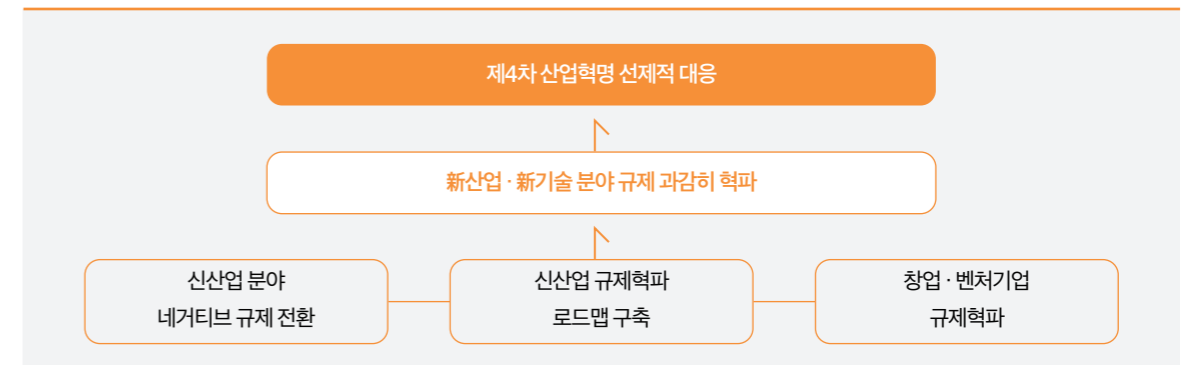 제4차 산업혁명 선제적 대응
新산업 · 新기술 분야 규제 과감히 혁파
신산업 분야
네거티브 규제 전환
신산업 규제혁파
로드맵 구축
창업 · 벤처기업
규제혁파